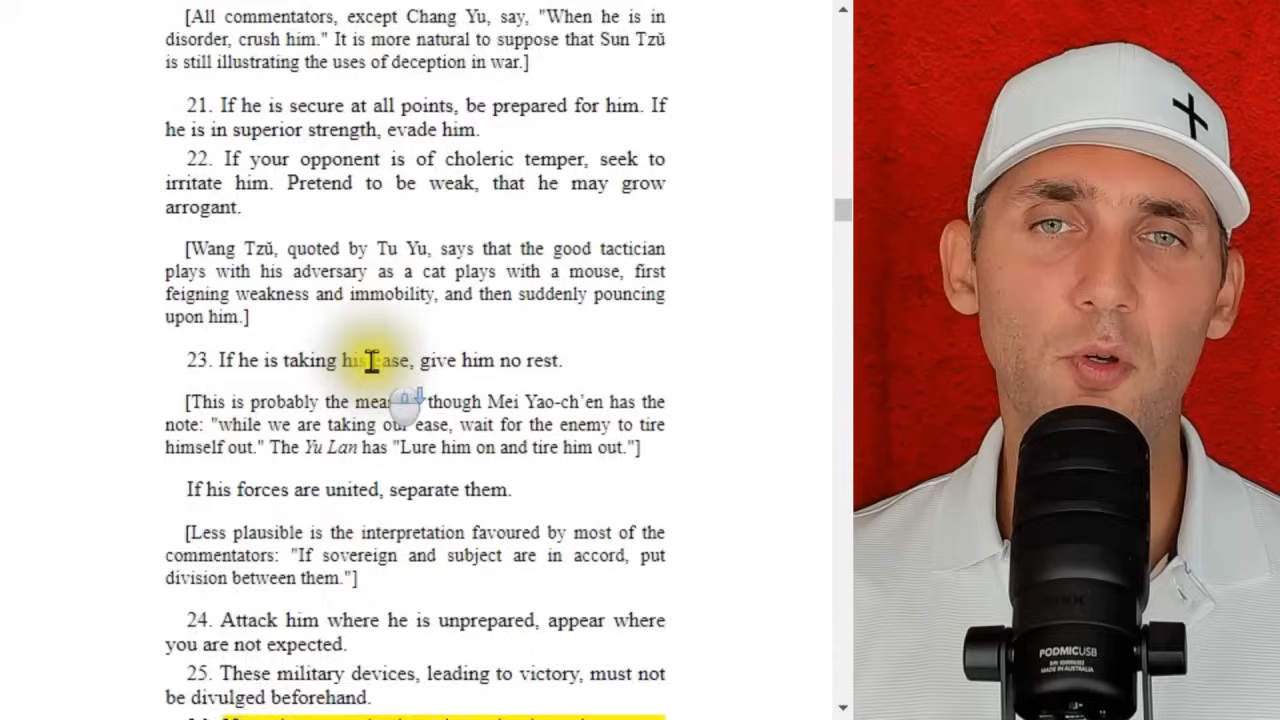 [All commentators, except Chang Yu, say, "When he is in
disorder, crush him." It is more natural to suppose that Sun Tzŭ
is still illustrating the uses of deception in war.]
21. If he is secure at all points, be prepared for him. If
he is in superior strength, evade him.
22. If your opponent is of choleric temper, seek to
irritate him. Pretend to be weak, that he may grow
arrogant.
[Wang Tzŭ, quoted by Tu Yu, says that the good tactician
plays with his adversary as a cat plays with a mouse, first
feigning weakness and immobility, and then suddenly pouncing
upon him.]
23. If he is taking his ease, give him no rest.
[This is probably the though Mei Yao-ch’en has the
note: "while we are taking our ease, wait for the enemy to tire
himself out." The Yu Lan has "Lure him on and tire him out."]
If his forces are united, separate them.
[Less plausible is the interpretation favoured by most of the
commentators: "If sovereign and subject are in accord, put
division between them."]
24. Attack him where he is unprepared, appear where
you are not expected.
25. These military devices, leading to victory, must not
be divulged beforehand.
PODMICUSB
MADE IN AUSTRALIA